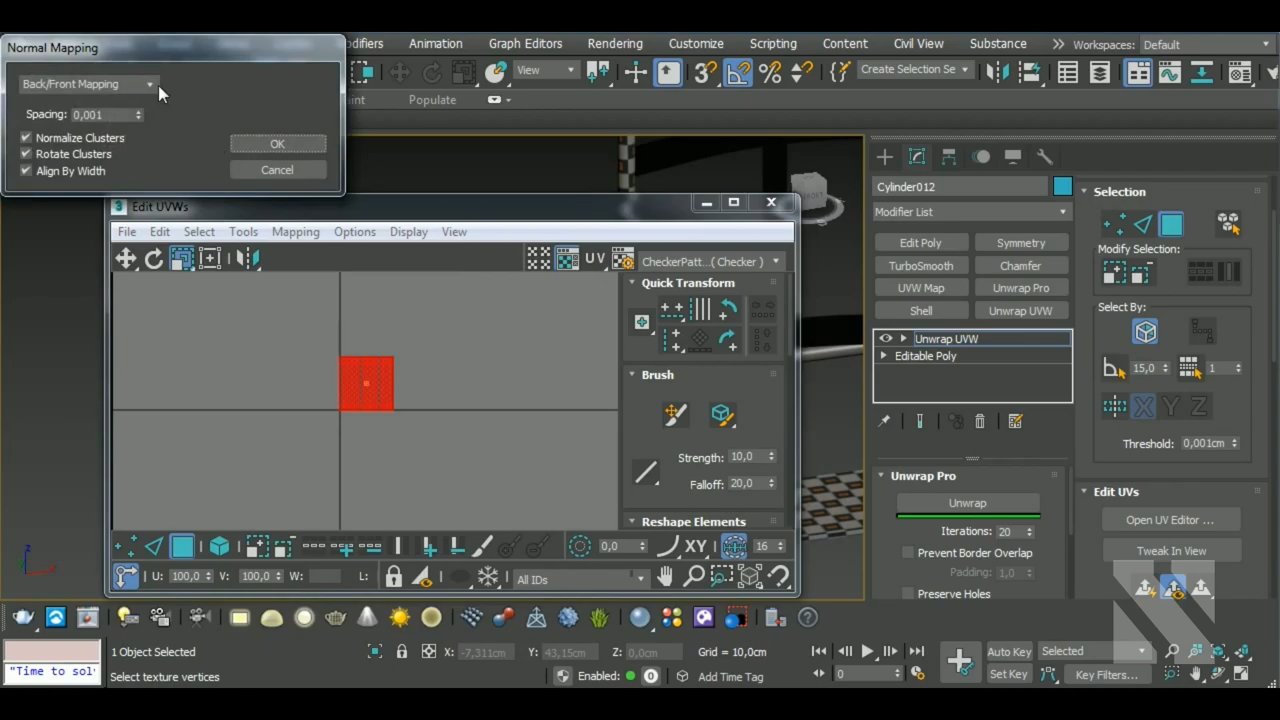 Normal Mapping
Modifiers Animation Graph Editors Rendering Customize Scripting Content Civil View Substance Workspaces: Default
Back/Front Mapping
View
Create Selection Se
Populate
Spacing: 0,001
Normalize Clusters
OK
Rotate Clusters
Align By Width
Cancel
Cylinder012
Selection
3 Edit UVWs
Modifier List
File Edit Select Tools Mapping Options Display View
Edit Poly Symmetry
Modify Selection:
UV CheckerPatt...( Checker )
TurboSmooth Chamfer
Quick Transform
UVW Map Unwrap Pro
Shell Unwrap UVW
Select By:
Unwrap UVW
Editable Poly
15,0 1
Brush
X Y Z
Threshold: 0,001cm
Strength: 10,0
Falloff: 20,0
Unwrap Pro
Edit UVs
Unwrap
Open UV Editor ...
Reshape Elements
Iterations: 20
0,0 XY 16
Prevent Border Overlap
Tweak In View
Padding: 1,0
U: 100,0 V: 100,0 W: L: All IDs
Preserve Holes
1 Object Selected X: -7,311cm Y: 43,15cm Z: 0,0cm Grid = 10,0cm Auto Key Selected
"Time to sol
Select texture vertices Enabled: 0 Add Time Tag 0 Set Key Key Filters...